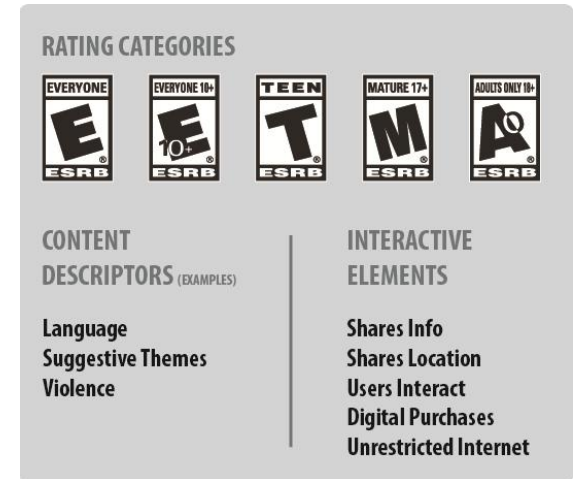 RATING CATEGORIES
EVERYONE
E
®
ESRB
EVERYONE 10+
E
10+
®
ESRB
TEEN
T
®
ESRB
MATURE 17+
M
®
ESRB
ADULTS ONLY 18+
AO
®
ESRB
CONTENT
DESCRIPTORS (EXAMPLES)
Language
Suggestive Themes
Violence
INTERACTIVE
ELEMENTS
Shares Info
Shares Location
Users Interact
Digital Purchases
Unrestricted Internet